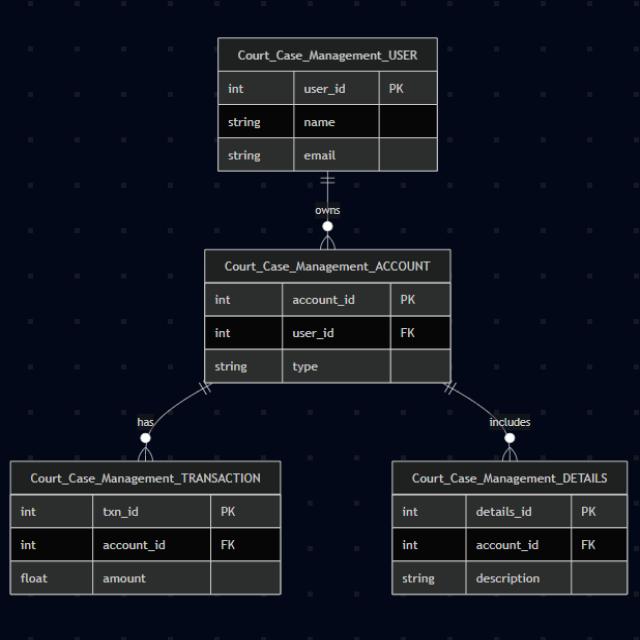 Court_Case_Management_USER
int user_id PK
string name
string email
owns
Court_Case_Management_ACCOUNT
int account_id PK
int user_id FK
string type
has
includes
Court_Case_Management_TRANSACTION
int txn_id PK
int account_id FK
float amount
Court_Case_Management_DETAILS
int details_id PK
int account_id FK
string description